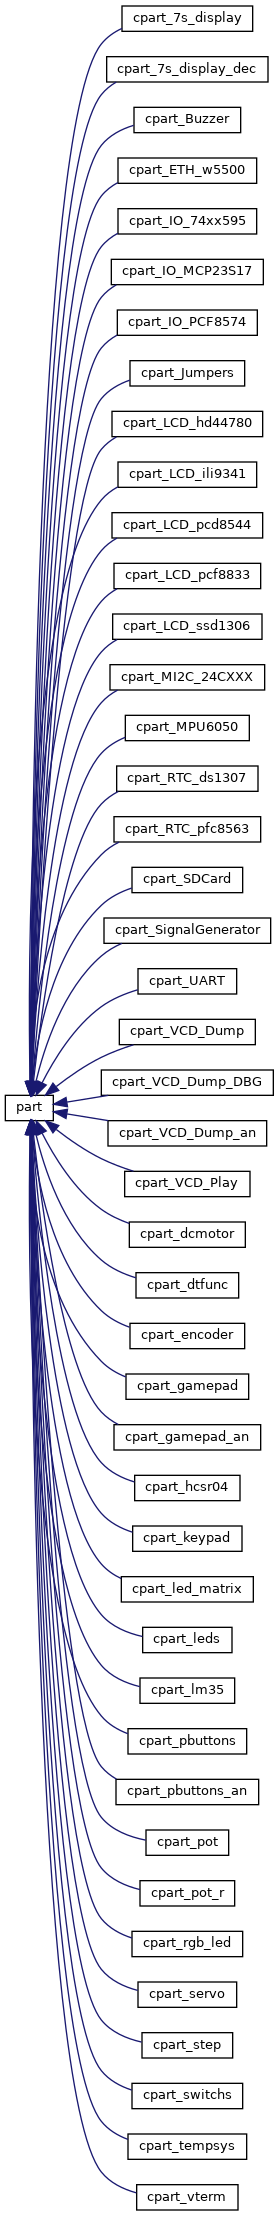 cpart_7s_display
cpart_7s_display_dec
cpart_Buzzer
cpart_ETH_w5500
cpart_IO_74xx595
cpart_IO_MCP23S17
cpart_IO_PCF8574
cpart_Jumpers
cpart_LCD_hd44780
cpart_LCD_ili9341
cpart_LCD_pcd8544
cpart_LCD_pcf8833
cpart_LCD_ssd1306
cpart_MI2C_24CXXX
cpart_MPU6050
cpart_RTC_ds1307
cpart_RTC_pfc8563
cpart_SDCard
cpart_SignalGenerator
cpart_UART
cpart_VCD_Dump
cpart_VCD_Dump_DBG
part
cpart_VCD_Dump_an
cpart_VCD_Play
cpart_dcmotor
cpart_dtfunc
cpart_encoder
cpart_gamepad
cpart_gamepad_an
cpart_hcsr04
cpart_keypad
cpart_led_matrix
cpart_leds
cpart_lm35
cpart_pbuttons
cpart_pbuttons_an
cpart_pot
cpart_pot_r
cpart_rgb_led
cpart_servo
cpart_step
cpart_switchs
cpart_tempsys
cpart_vterm